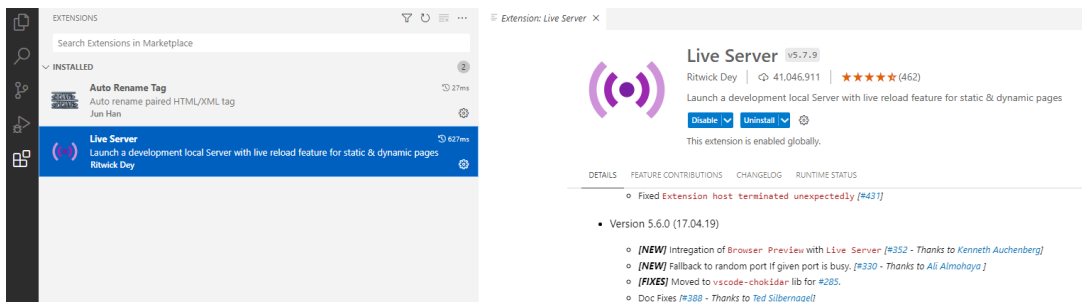 EXTENSIONS
Search Extensions in Marketplace
INSTALLED 2
Auto Rename Tag 27ms
Auto rename paired HTML/XML tag
Jun Han
Live Server 627ms
Launch a development local Server with live reload feature for static & dynamic pages
Ritwick Dey
Extension: Live Server
Live Server v5.7.9
Ritwick Dey 41,046,911 (462)
Launch a development local Server with live reload feature for static & dynamic pages
Disable Uninstall
This extension is enabled globally.
DETAILS FEATURE CONTRIBUTIONS CHANGELOG RUNTIME STATUS
Fixed Extension host terminated unexpectedly [#431]
Version 5.6.0 (17.04.19)
[NEW] Intregation of Browser Preview with Live Server [#352 - Thanks to Kenneth Auchenberg]
[NEW] Fallback to random port If given port is busy. [#330 - Thanks to Ali Almohaya ]
[FIXES] Moved to vscode-chokidar lib for #285.
Doc Fixes [#388 - Thanks to Ted Silbernagel]